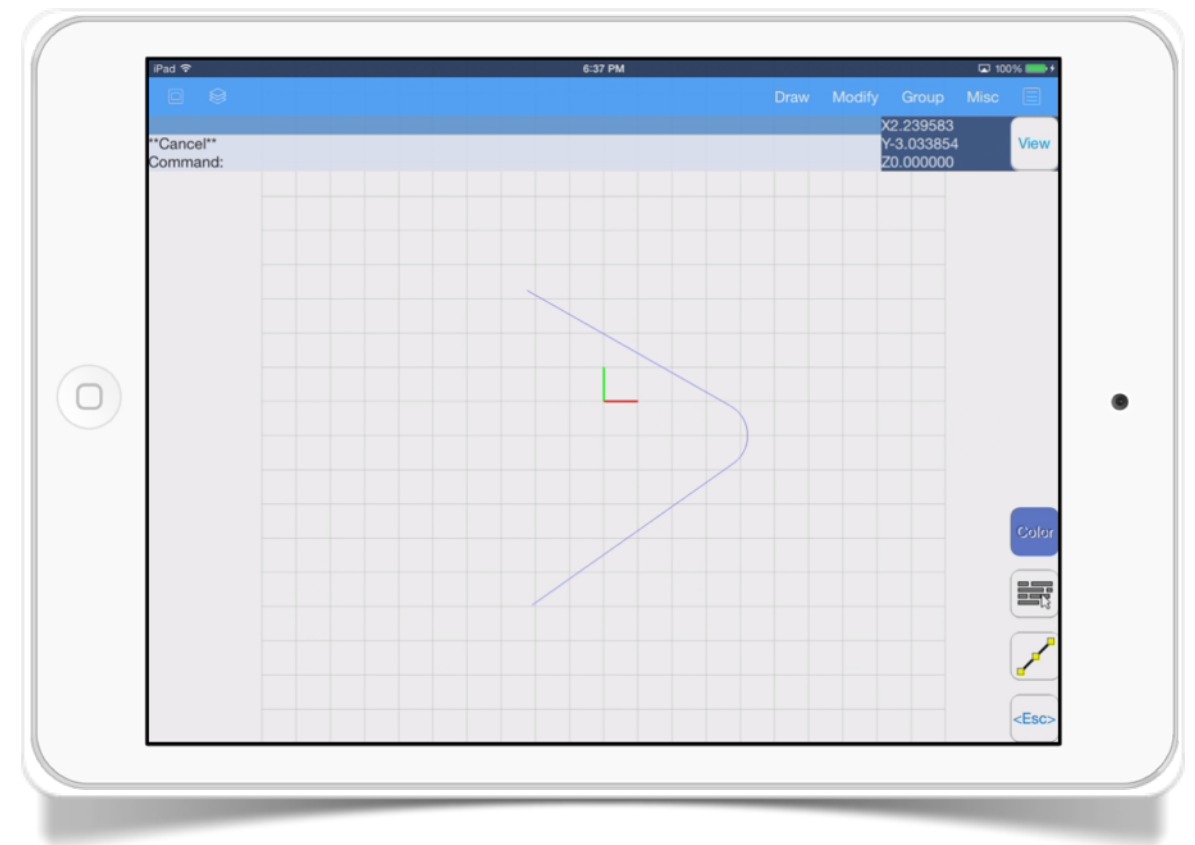 iPad 6:37 PM 100%
Draw Modify Group Misc
X2.239583
Y-3.033854
Z0.000000
View
**Cancel**
Command:
Color
<Esc>